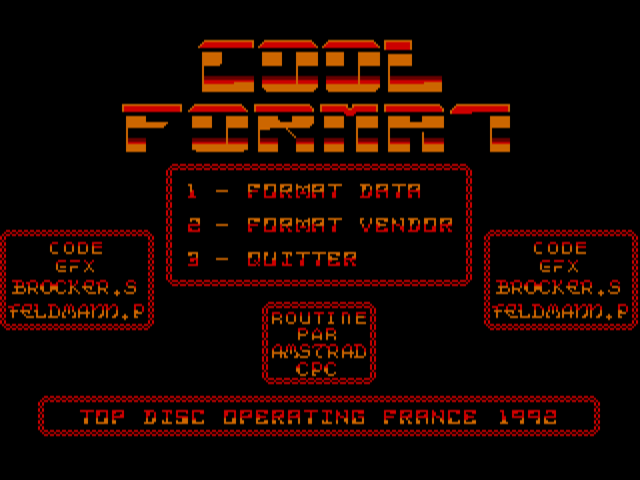 COOL
FORMAT
1 - FORMAT DATA
2 - FORMAT VENDOR
3 - QUITTER
CODE
GFX
BROCKER.S
FELDMANN.P
CODE
GFX
BROCKER.S
FELDMANN.P
ROUTINE
PAR
AMSTRAD
CPC
TOP DISC OPERATING FRANCE 1992